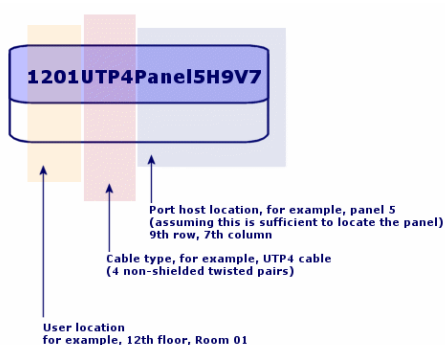 1201UTP4Panel5H9V7
Port host location, for example, panel 5
(assuming this is sufficient to locate the panel)
9th row, 7th column
Cable type, for example, UTP4 cable
(4 non-shielded twisted pairs)
User location
for example, 12th floor, Room 01